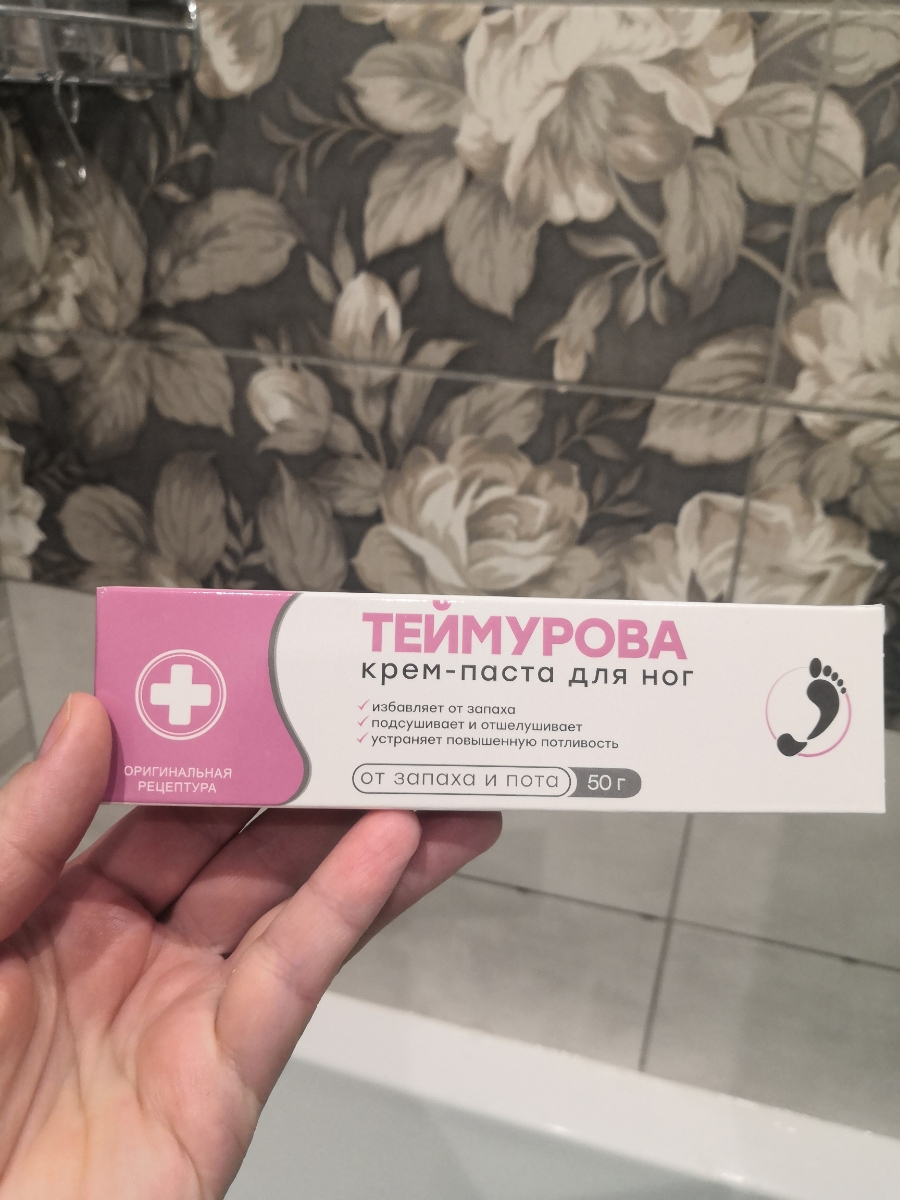 ТЕЙМУРОВА
крем-паста для ног
избавляет от запаха
подсушивает и отшелушивает
устраняет повышенную потливость
от запаха и пота 50 г
ОРИГИНАЛЬНАЯ
РЕЦЕПТУРА